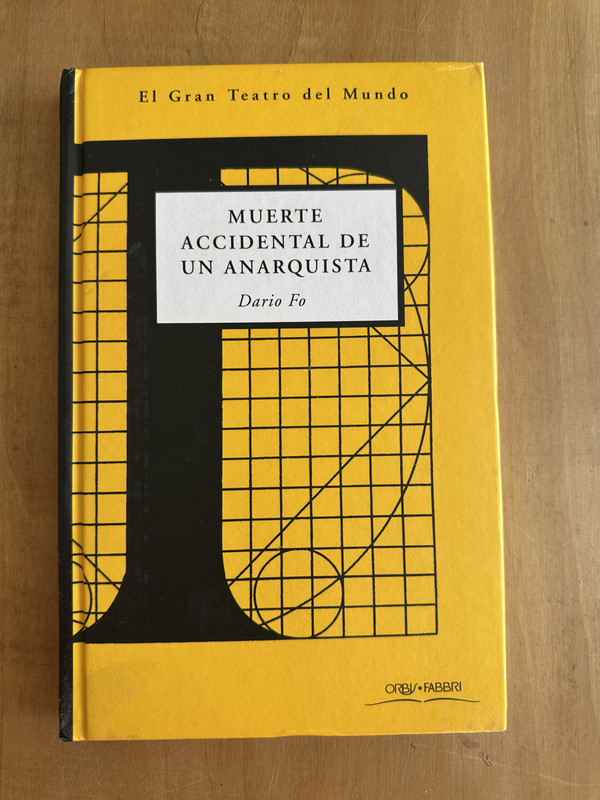 El Gran Teatro del Mundo
MUERTE
ACCIDENTAL DE
UN ANARQUISTA
Dario Fo
ORBIS•FABBRI